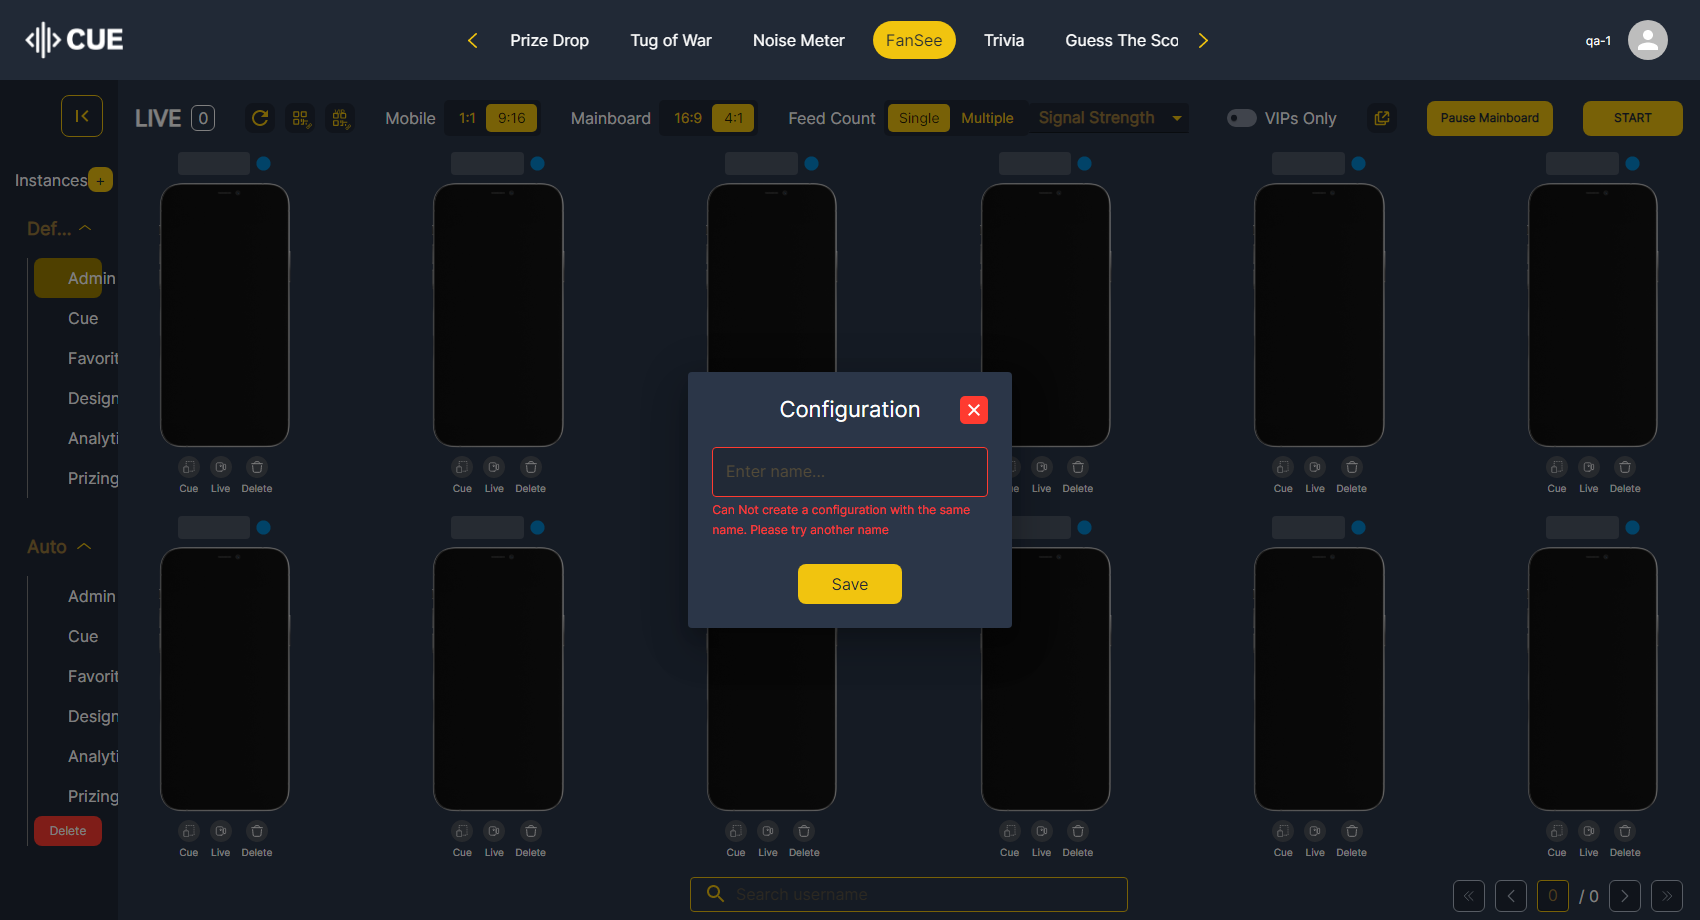 CUE
Prize Drop
Tug of War
Noise Meter
FanSee
Trivia
Guess The Sco
qa-1
LIVE 0
Mobile 1:1 9:16
Mainboard 16:9 4:1
Feed Count Single Multiple
Signal Strength
VIPs Only
Pause Mainboard
START
Instances +
Def...
Admin
Cue
Favorit
Design
Analyti
Prizing
Auto
Admin
Cue
Favorit
Design
Analyti
Prizing
Delete
Configuration
Enter name...
Can Not create a configuration with the same
name. Please try another name
Save
Cue Live Delete
Cue Live Delete
ue Live Delete
Cue Live Delete
Cue Live Delete
Cue Live Delete
Cue Live Delete
Cue Live Delete
Cue Live Delete
Cue Live Delete
Cue Live Delete
Search username
0 / 0